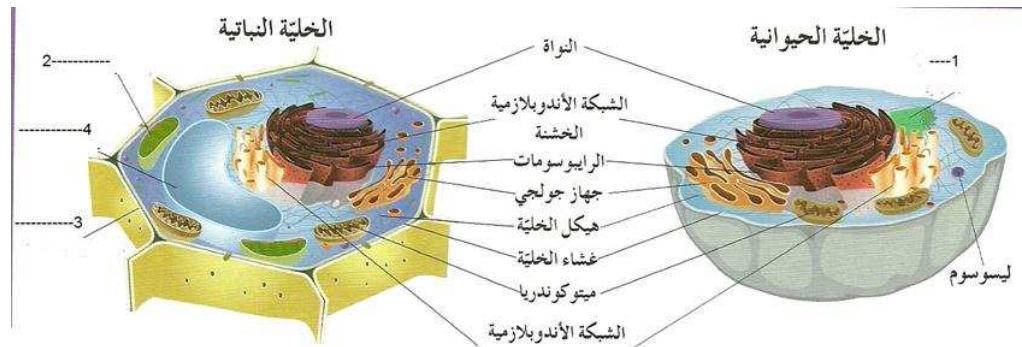 الخليّة الحيوانية
الخليّة النباتية
1----
النواة
2-----------
الشبكة الأندوبلازمية
الخشنة
4-----------
الرايبوسومات
جهاز جولجي
هيكل الخليّة
3-----------
غشاء الخليّة
ليسوسوم
ميتوكوندريا
الشبكة الأندوبلازمية